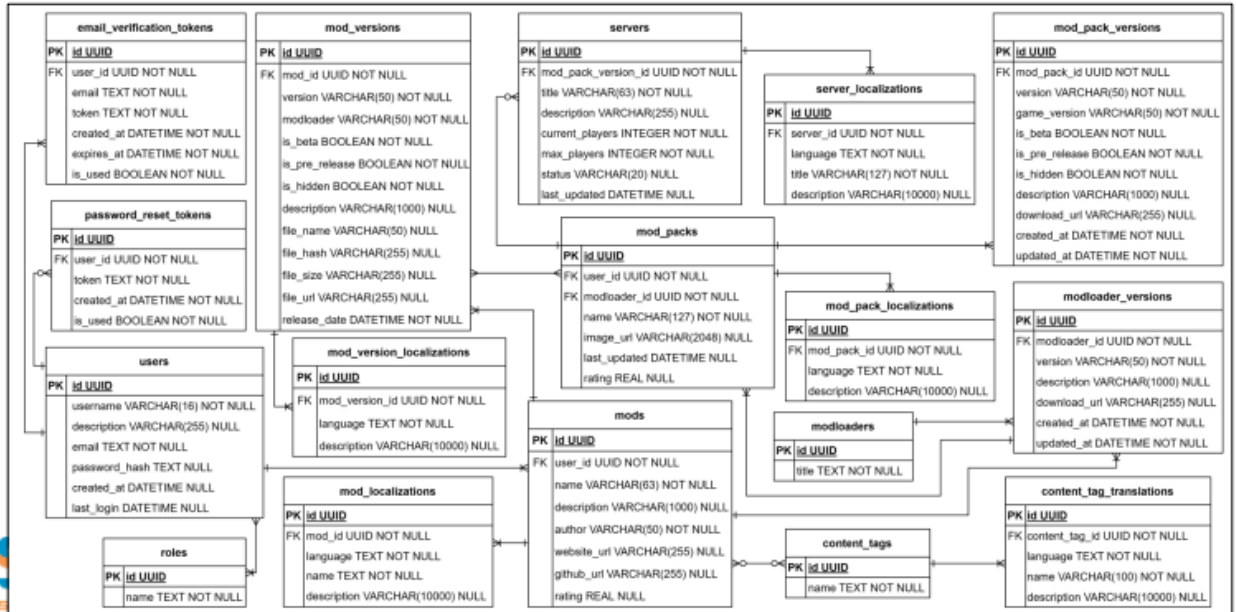 email_verification_tokens
PK id UUID
FK user_id UUID NOT NULL
email TEXT NOT NULL
token TEXT NOT NULL
created_at DATETIME NOT NULL
expires_at DATETIME NOT NULL
is_used BOOLEAN NOT NULL
password_reset_tokens
PK id UUID
FK user_id UUID NOT NULL
token TEXT NOT NULL
created_at DATETIME NOT NULL
is_used BOOLEAN NOT NULL
users
PK id UUID
username VARCHAR(16) NOT NULL
description VARCHAR(255) NULL
email TEXT NOT NULL
password_hash TEXT NULL
created_at DATETIME NULL
last_login DATETIME NULL
roles
PK id UUID
name TEXT NOT NULL
mod_versions
PK id UUID
FK mod_id UUID NOT NULL
version VARCHAR(50) NOT NULL
modloader VARCHAR(50) NOT NULL
is_beta BOOLEAN NOT NULL
is_pre_release BOOLEAN NOT NULL
is_hidden BOOLEAN NOT NULL
description VARCHAR(1000) NULL
file_name VARCHAR(50) NULL
file_hash VARCHAR(255) NULL
file_size VARCHAR(255) NULL
file_url VARCHAR(255) NULL
release_date DATETIME NOT NULL
mod_version_localizations
PK id UUID
FK mod_version_id UUID NOT NULL
language TEXT NOT NULL
description VARCHAR(10000) NULL
mod_localizations
PK id UUID
FK mod_id UUID NOT NULL
language TEXT NOT NULL
name TEXT NOT NULL
description VARCHAR(10000) NULL
servers
PK id UUID
FK mod_pack_version_id UUID NOT NULL
title VARCHAR(63) NOT NULL
description VARCHAR(255) NULL
current_players INTEGER NOT NULL
max_players INTEGER NOT NULL
status VARCHAR(20) NULL
last_updated DATETIME NULL
mod_packs
PK id UUID
FK user_id UUID NOT NULL
FK modloader_id UUID NOT NULL
name VARCHAR(127) NOT NULL
image_url VARCHAR(2048) NULL
last_updated DATETIME NULL
rating REAL NULL
mods
PK id UUID
FK user_id UUID NOT NULL
name VARCHAR(63) NOT NULL
description VARCHAR(1000) NULL
author VARCHAR(50) NOT NULL
website_url VARCHAR(255) NULL
github_url VARCHAR(255) NULL
rating REAL NULL
server_localizations
PK id UUID
FK server_id UUID NOT NULL
language TEXT NOT NULL
title VARCHAR(127) NOT NULL
description VARCHAR(10000) NULL
mod_pack_localizations
PK id UUID
FK mod_pack_id UUID NOT NULL
language TEXT NOT NULL
description VARCHAR(10000) NULL
modloaders
PK id UUID
title TEXT NOT NULL
content_tags
PK id UUID
name TEXT NOT NULL
mod_pack_versions
PK id UUID
FK mod_pack_id UUID NOT NULL
version VARCHAR(50) NOT NULL
game_version VARCHAR(50) NOT NULL
is_beta BOOLEAN NOT NULL
is_pre_release BOOLEAN NOT NULL
is_hidden BOOLEAN NOT NULL
description VARCHAR(1000) NULL
download_url VARCHAR(255) NULL
created_at DATETIME NOT NULL
updated_at DATETIME NOT NULL
modloader_versions
PK id UUID
FK modloader_id UUID NOT NULL
version VARCHAR(50) NOT NULL
description VARCHAR(1000) NULL
download_url VARCHAR(255) NULL
created_at DATETIME NOT NULL
updated_at DATETIME NOT NULL
content_tag_translations
PK id UUID
FK content_tag_id UUID NOT NULL
language TEXT NOT NULL
name VARCHAR(100) NOT NULL
description VARCHAR(10000) NULL